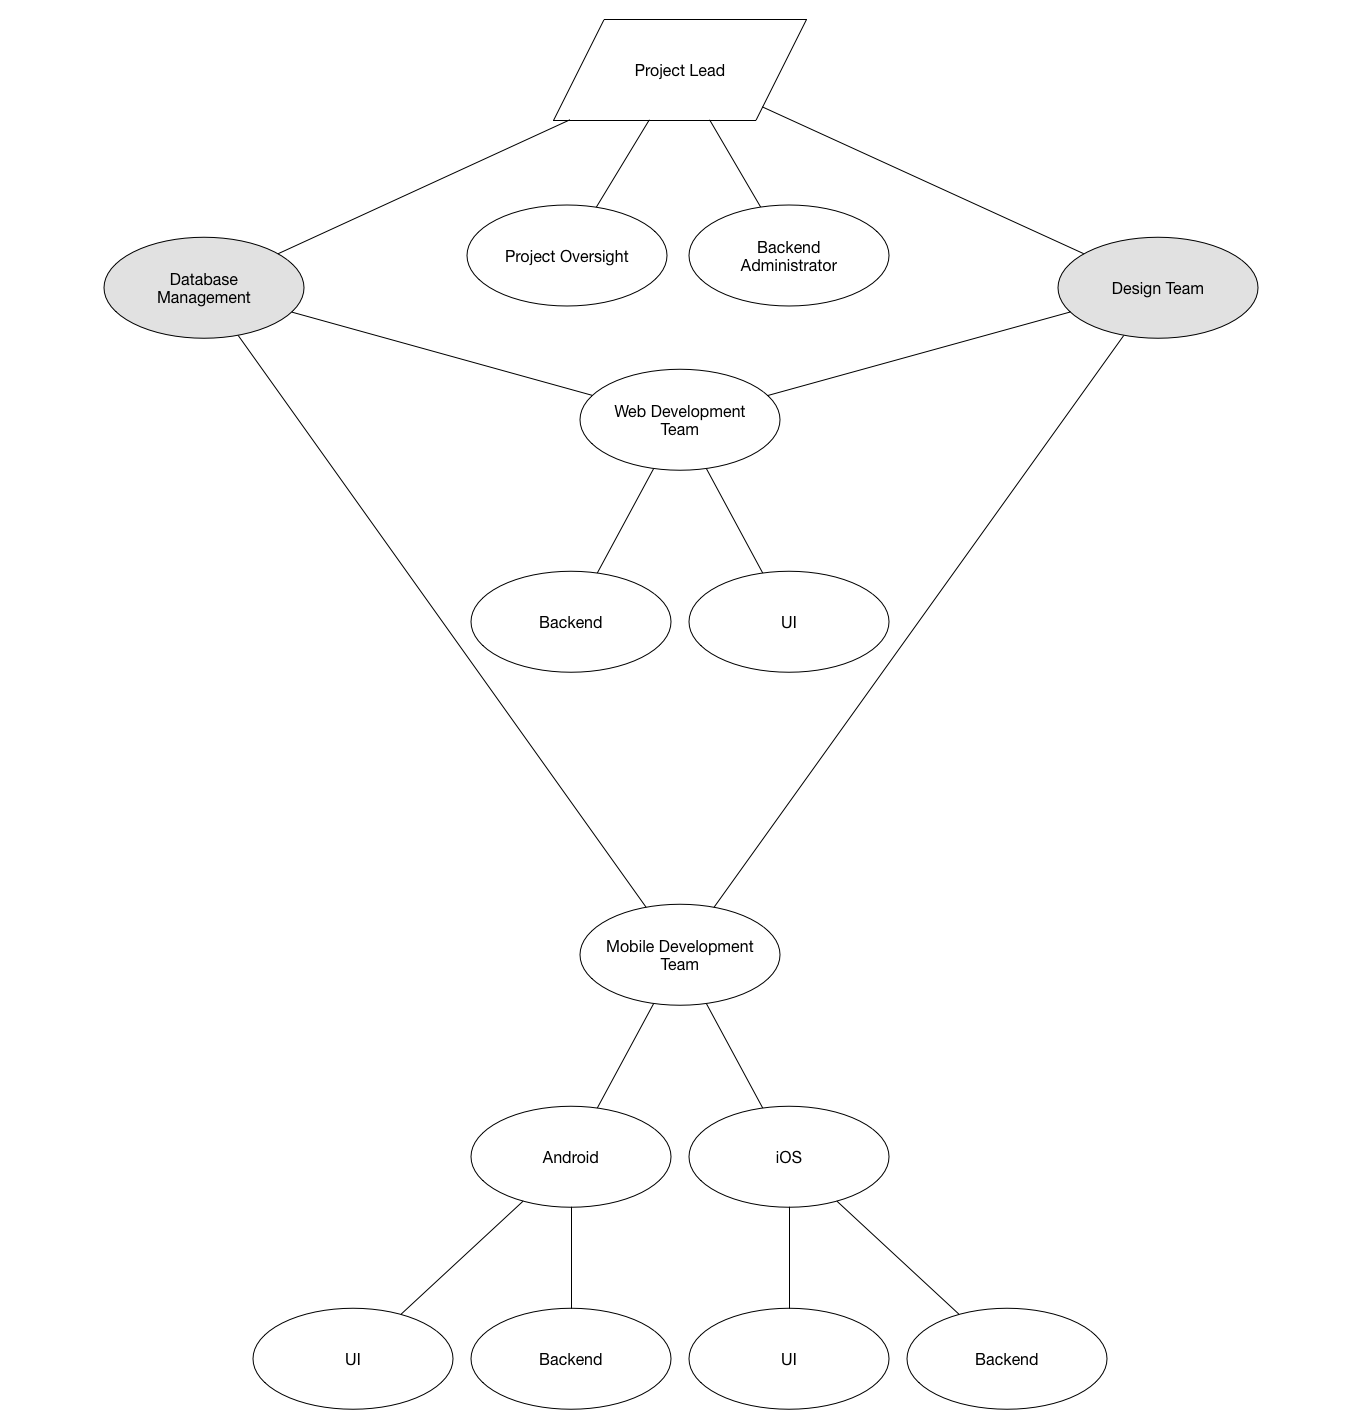 Project Lead
Project Oversight
Backend
Administrator
Database
Management
Design Team
Web Development
Team
Backend
UI
Mobile Development
Team
Android
iOS
UI
Backend
UI
Backend